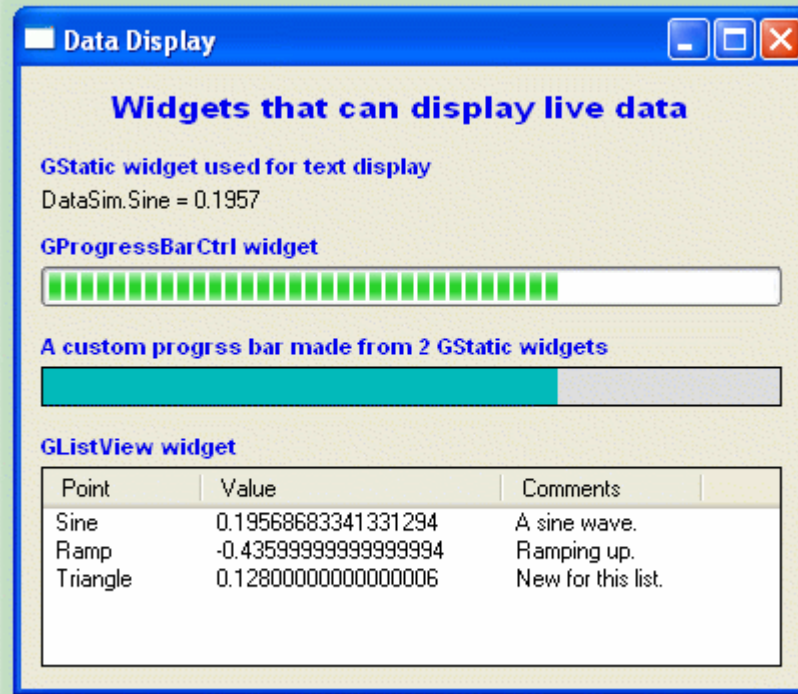 Data Display
Widgets that can display live data
GStatic widget used for text display
DataSim.Sine = 0.1957
GProgressBarCtrl widget
A custom progrss bar made from 2 GStatic widgets
GListView widget
Point Value Comments
Sine 0.19568683341331294 A sine wave.
Ramp -0.43599999999999994 Ramping up.
Triangle 0.12800000000000006 New for this list.